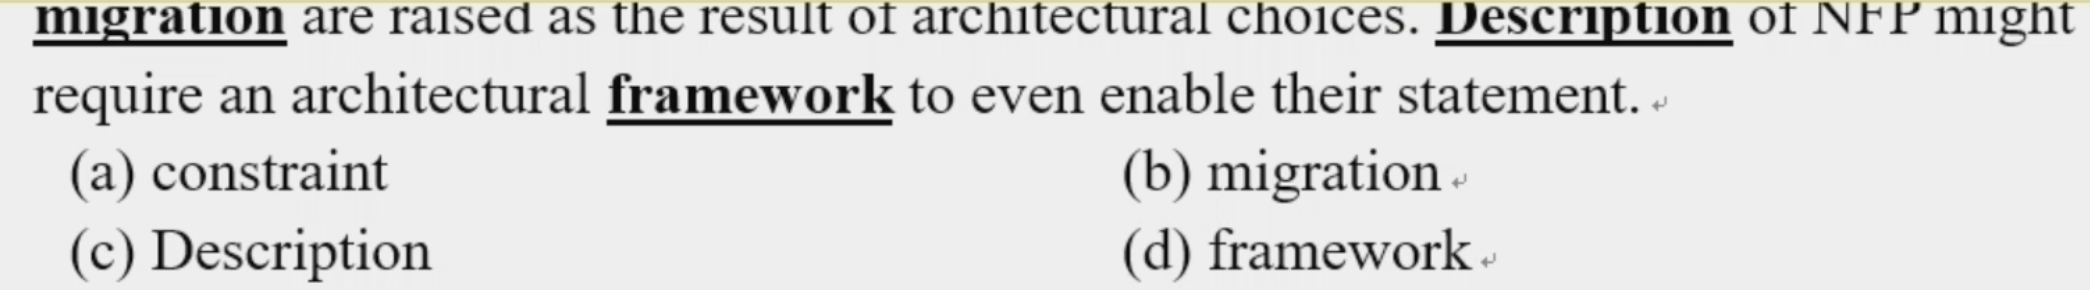 migration are raised as the result of architectural choices. Description of NFP might
require an architectural framework to even enable their statement.
(a) constraint (b) migration
(c) Description (d) framework